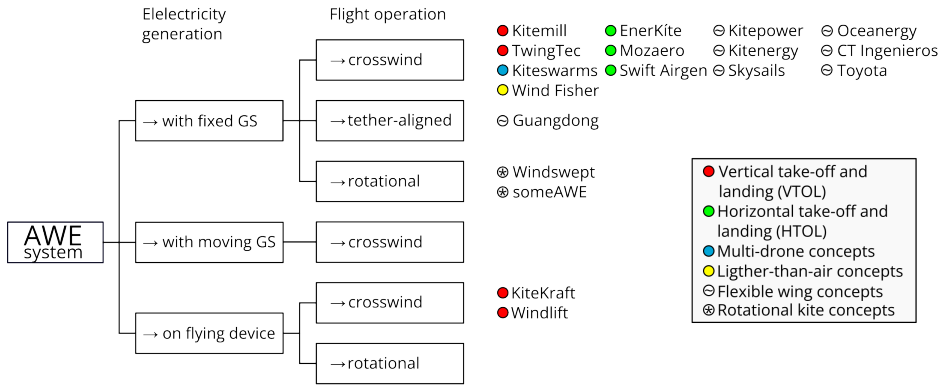 Elelectricity
generation
Flight operation
→ crosswind
→ tether-aligned
→ rotational
→ with fixed GS
AWE
system
→ with moving GS
→ crosswind
→ on flying device
→ crosswind
→ rotational
Kitemill
TwingTec
Kiteswarms
Wind Fisher
EnerKíte
Mozaero
Swift Airgen
Kitepower
Kitenergy
Skysails
Oceanergy
CT Ingenieros
Toyota
Guangdong
Windswept
someAWE
KiteKraft
Windlift
Vertical take-off and
landing (VTOL)
Horizontal take-off and
landing (HTOL)
Multi-drone concepts
Ligther-than-air concepts
Flexible wing concepts
Rotational kite concepts